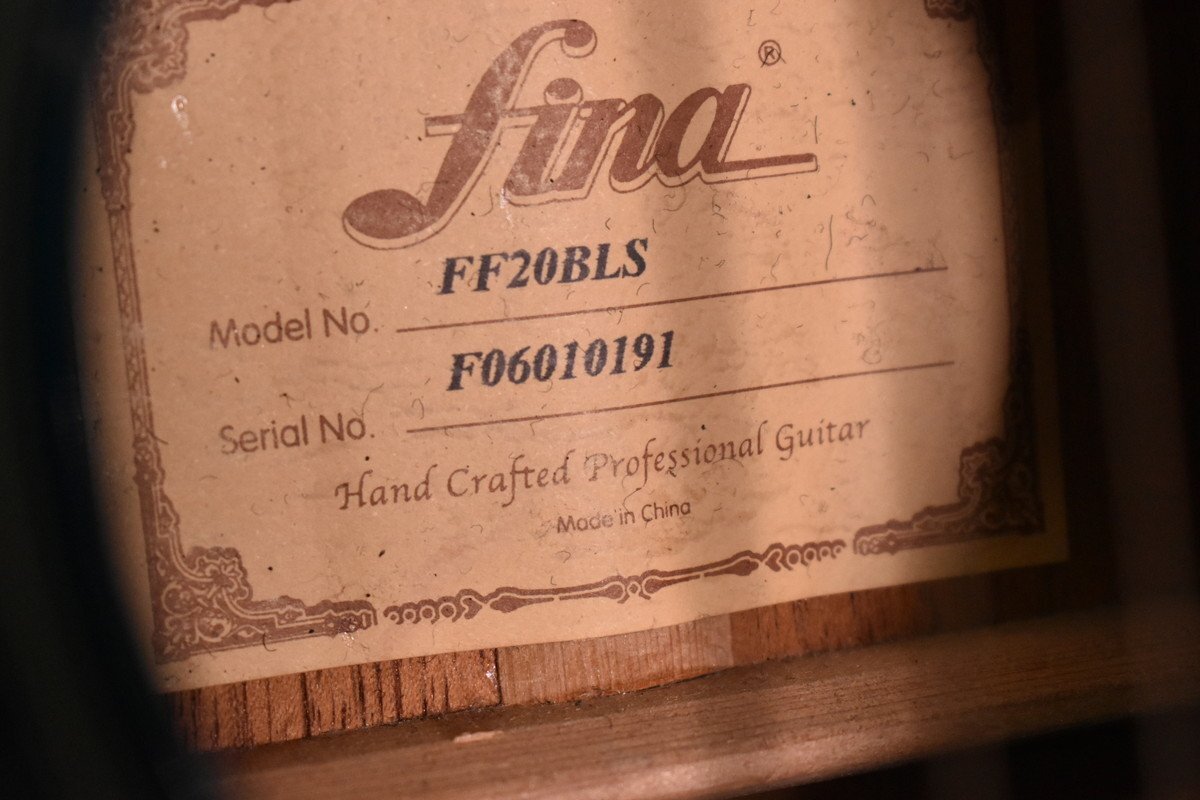 fina®
Model No. FF20BLS
Serial No. F06010191
Hand Crafted Professional Guitar
Made in China